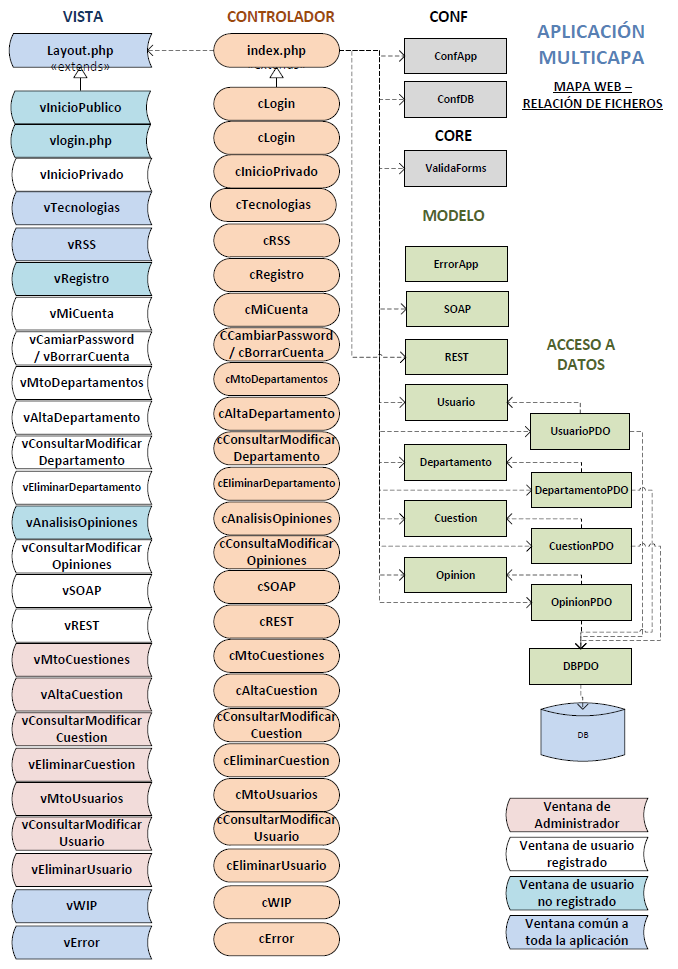 VISTA
Layout.php
«extends»
vInicioPublico
vlogin.php
vInicioPrivado
vTecnologias
vRSS
vRegistro
vMiCuenta
vCamiarPassword
/ vBorrarCuenta
vMtoDepartamentos
vAltaDepartamento
vConsultarModificar
Departamento
vEliminarDepartamento
vAnalisisOpiniones
vConsultarModificar
Opiniones
vSOAP
vREST
vMtoCuestiones
vAltaCuestion
vConsultarModificar
Cuestion
vEliminarCuestion
vMtoUsuarios
vConsultarModificar
Usuario
vEliminarUsuario
vWIP
vError
CONTROLADOR
index.php
«extends»
cLogin
cLogin
cInicioPrivado
cTecnologias
cRSS
cRegistro
cMiCuenta
CCambiarPassword
/ cBorrarCuenta
cMtoDepartamentos
cAltaDepartamento
cConsultarModificar
Departamento
cEliminarDepartamento
cAnalisisOpiniones
cConsultaModificar
Opiniones
cSOAP
cREST
cMtoCuestiones
cAltaCuestion
cConsultarModificar
Cuestion
cEliminarCuestion
cMtoUsuarios
cConsultarModificar
Usuario
cEliminarUsuario
cWIP
cError
CONF
ConfApp
ConfDB
CORE
ValidaForms
MODELO
ErrorApp
SOAP
REST
Usuario
Departamento
Cuestion
Opinion
APLICACIÓN
MULTICAPA
MAPA WEB –
RELACIÓN DE FICHEROS
ACCESO A
DATOS
UsuarioPDO
DepartamentoPDO
CuestionPDO
OpinionPDO
DBPDO
DB
Ventana de
Administrador
Ventana de usuario
registrado
Ventana de usuario
no registrado
Ventana común a
toda la aplicación